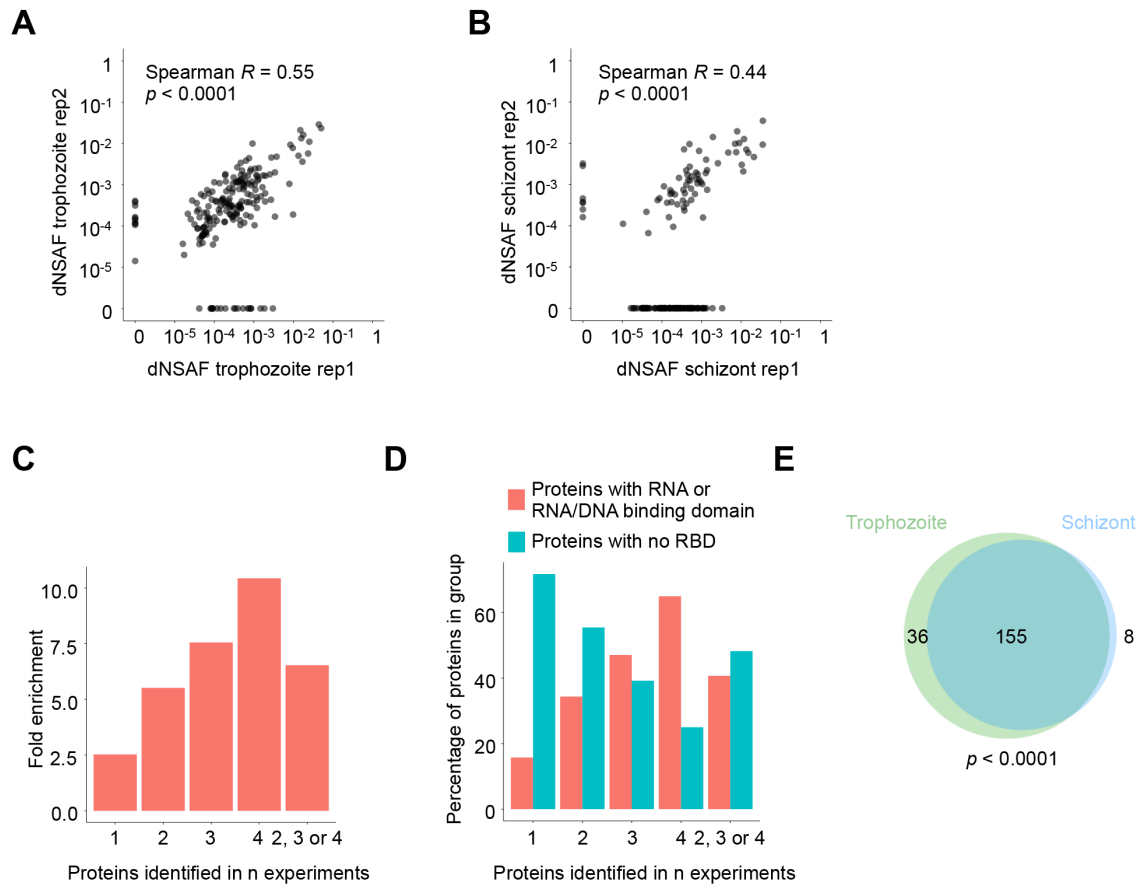 A
Spearman R = 0.55
p < 0.0001
1
10-1
10-2
10-3
10-4
10-5
0
dNSAF trophozoite rep2
0 10-5 10-4 10-3 10-2 10-1 1
dNSAF trophozoite rep1
B
Spearman R = 0.44
p < 0.0001
1
10-1
10-2
10-3
10-4
10-5
0
dNSAF schizont rep2
0 10-5 10-4 10-3 10-2 10-1 1
dNSAF schizont rep1
C
10.0
7.5
5.0
2.5
0.0
Fold enrichment
1 2 3 4 2, 3 or 4
Proteins identified in n experiments
D
Proteins with RNA or
RNA/DNA binding domain
Proteins with no RBD
60
40
20
0
Percentage of proteins in group
1 2 3 4 2, 3 or 4
Proteins identified in n experiments
E
Trophozoite Schizont
36 155 8
p < 0.0001